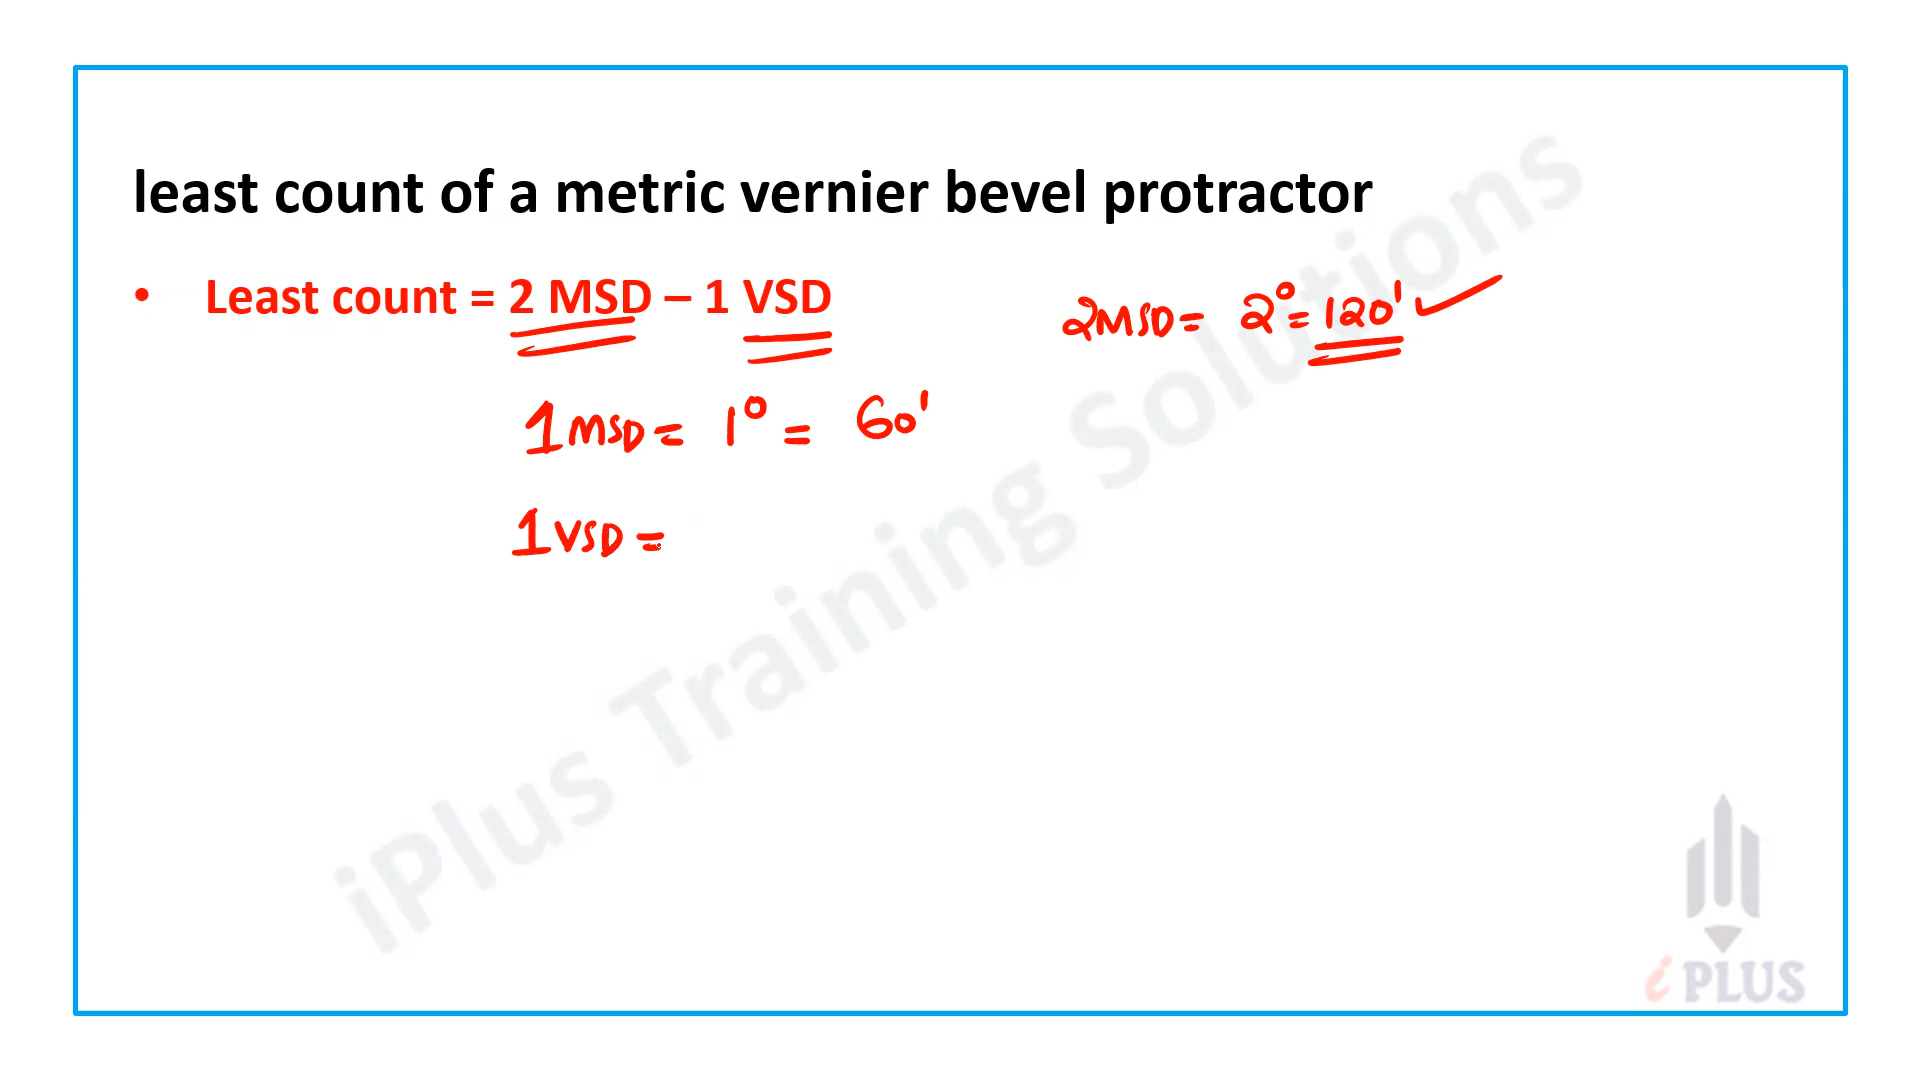 least count of a metric vernier bevel protractor
• Least count = 2 MSD – 1 VSD
2MSD = 2° = 120'
1MSD = 1° = 60'
1VSD =
iPlus Training Solutions
i PLUS